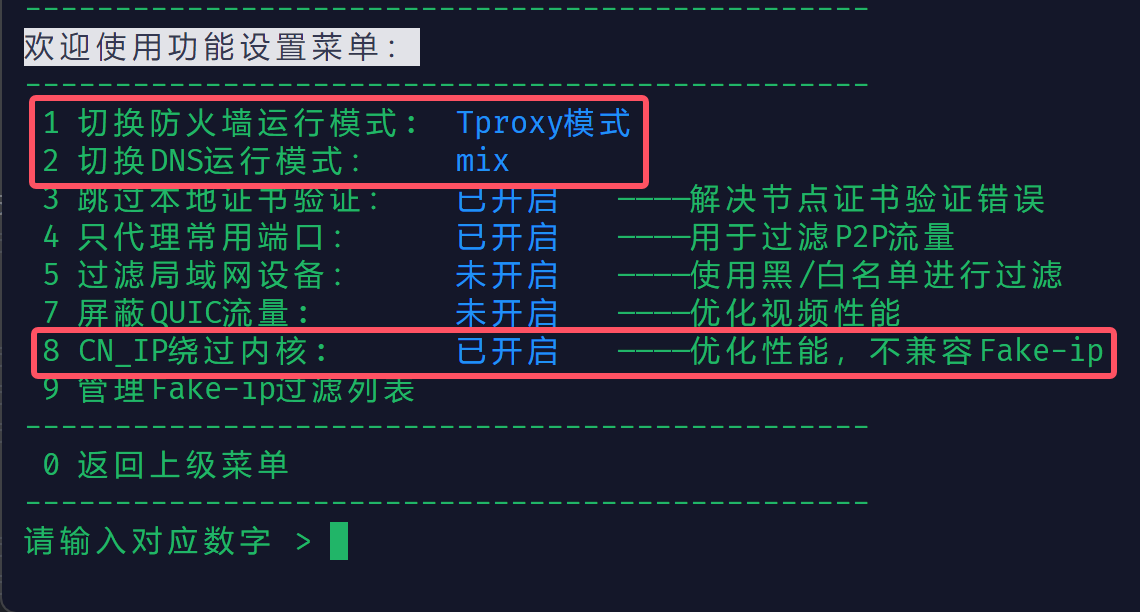 -----------------------------------------------
欢迎使用功能设置菜单：
-----------------------------------------------
1 切换防火墙运行模式： Tproxy模式
2 切换DNS运行模式： mix
3 跳过本地证书验证： 已开启 ————解决节点证书验证错误
4 只代理常用端口： 已开启 ————用于过滤P2P流量
5 过滤局域网设备： 未开启 ————使用黑/白名单进行过滤
7 屏蔽QUIC流量： 未开启 ————优化视频性能
8 CN_IP绕过内核： 已开启 ————优化性能，不兼容Fake-ip
9 管理Fake-ip过滤列表
-----------------------------------------------
0 返回上级菜单
-----------------------------------------------
请输入对应数字 >